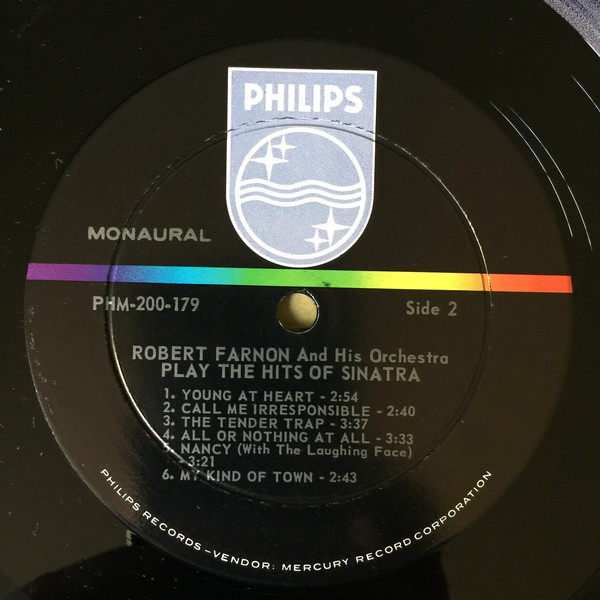 PHILIPS
MONAURAL
PHM-200-179
Side 2
ROBERT FARNON And His Orchestra
PLAY THE HITS OF SINATRA
1. YOUNG AT HEART - 2:54
2. CALL ME IRRESPONSIBLE - 2:40
3. THE TENDER TRAP - 3:37
4. ALL OR NOTHING AT ALL - 3:33
5. NANCY (With The Laughing Face)
- 3:21
6. MY KIND OF TOWN - 2:43
PHILIPS RECORDS -VENDOR: MERCURY RECORD CORPORATION